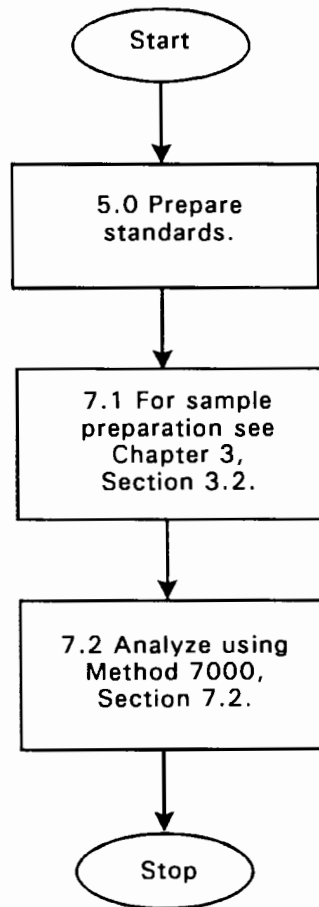 Start
5.0 Prepare
standards.
7.1 For sample
preparation see
Chapter 3,
Section 3.2.
7.2 Analyze using
Method 7000,
Section 7.2.
Stop